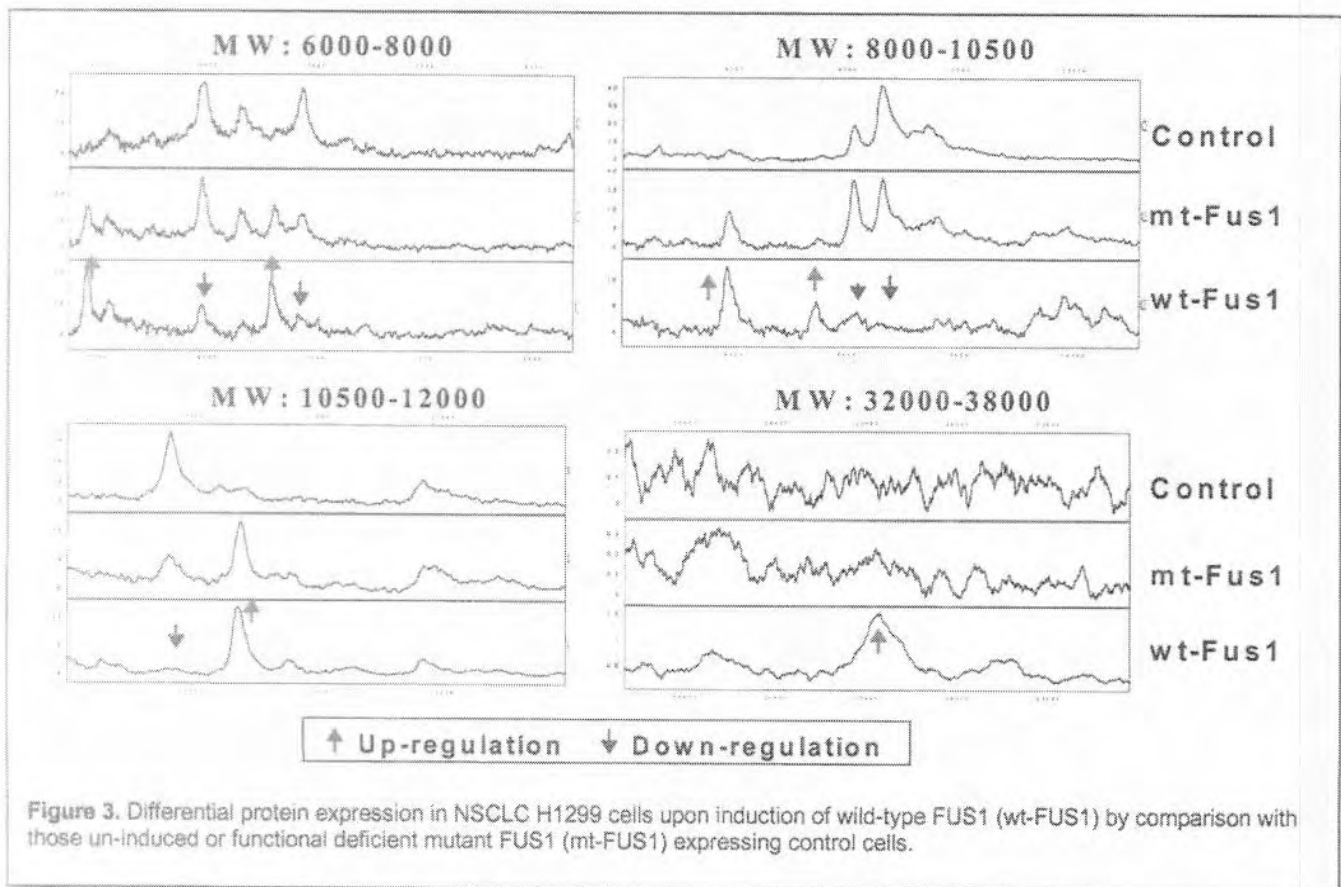 MW: 6000-8000
MW: 8000-10500
Control
mt-Fus1
wt-Fus1
MW: 10500-12000
MW: 32000-38000
Control
mt-Fus1
wt-Fus1
↑ Up-regulation ↓ Down-regulation
Figure 3. Differential protein expression in NSCLC H1299 cells upon induction of wild-type FUS1 (wt-FUS1) by comparison with
those un-induced or functional deficient mutant FUS1 (mt-FUS1) expressing control cells.